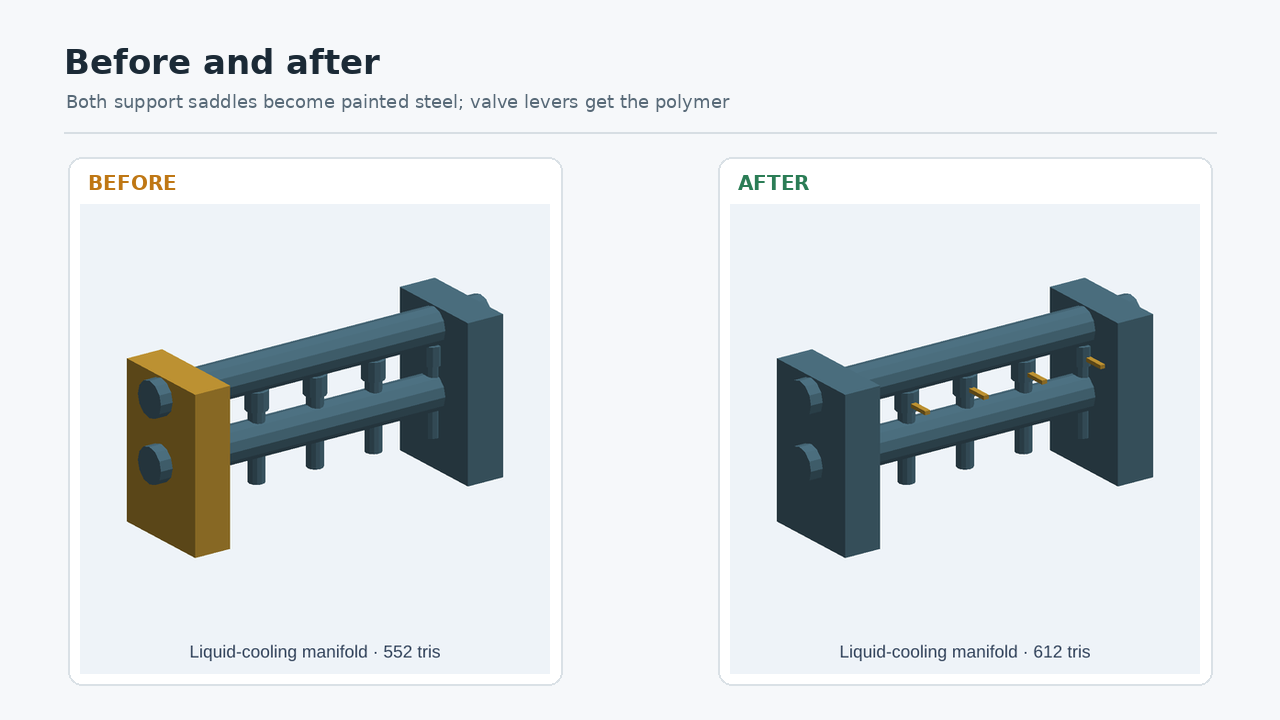 Before and after
Both support saddles become painted steel; valve levers get the polymer
BEFORE
AFTER
Liquid-cooling manifold · 552 tris
Liquid-cooling manifold · 612 tris